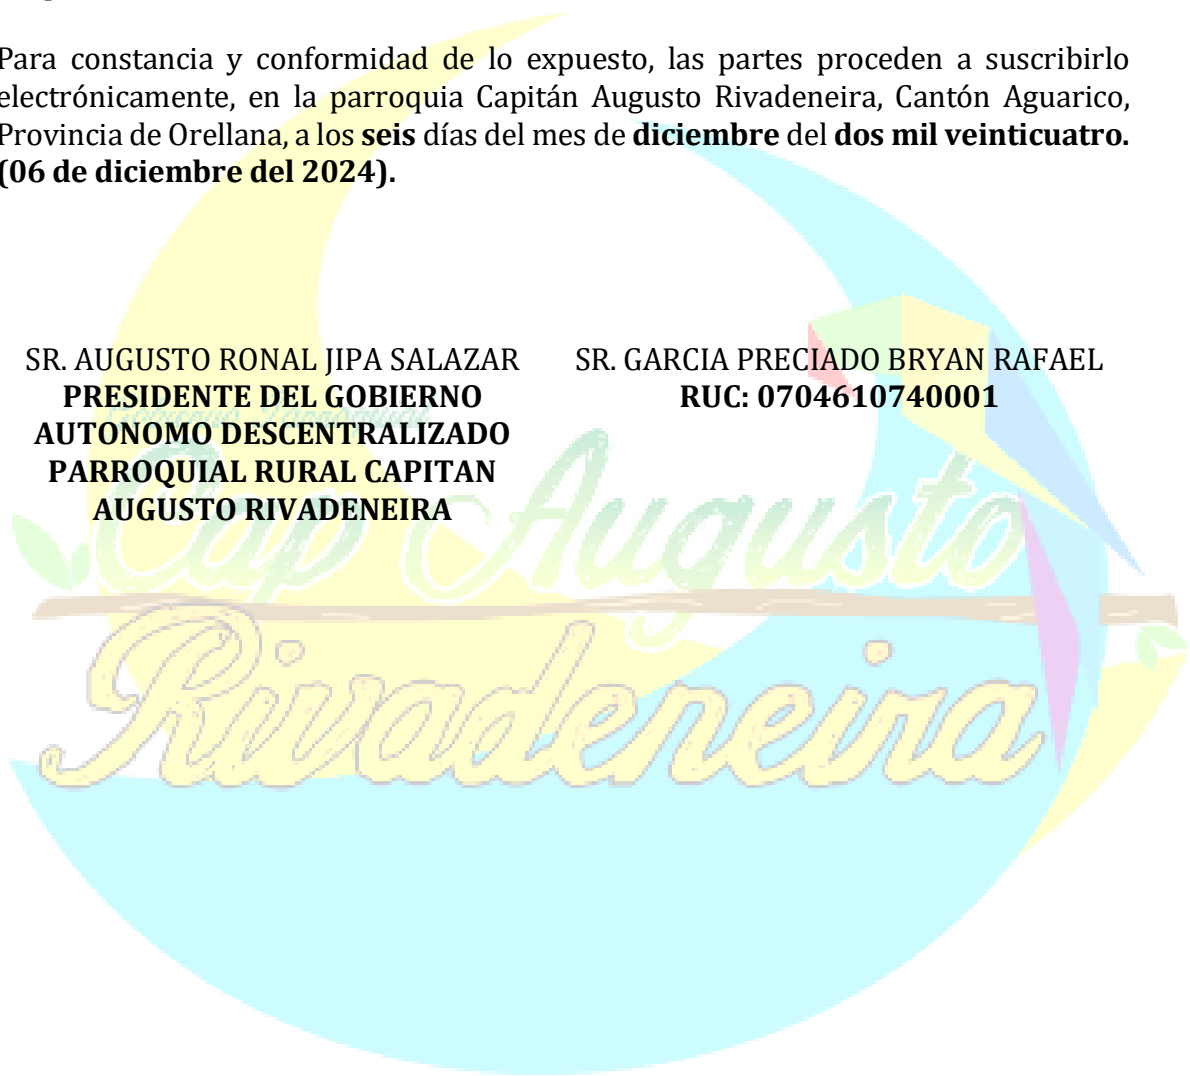 Para constancia y conformidad de lo expuesto, las partes proceden a suscribirlo
electrónicamente, en la parroquia Capitán Augusto Rivadeneira, Cantón Aguarico,
Provincia de Orellana, a los seis días del mes de diciembre del dos mil veinticuatro.
(06 de diciembre del 2024).
SR. AUGUSTO RONAL JIPA SALAZAR
PRESIDENTE DEL GOBIERNO
AUTONOMO DESCENTRALIZADO
PARROQUIAL RURAL CAPITAN
AUGUSTO RIVADENEIRA
SR. GARCIA PRECIADO BRYAN RAFAEL
RUC: 0704610740001
Cap Augusto
Rivadeneira